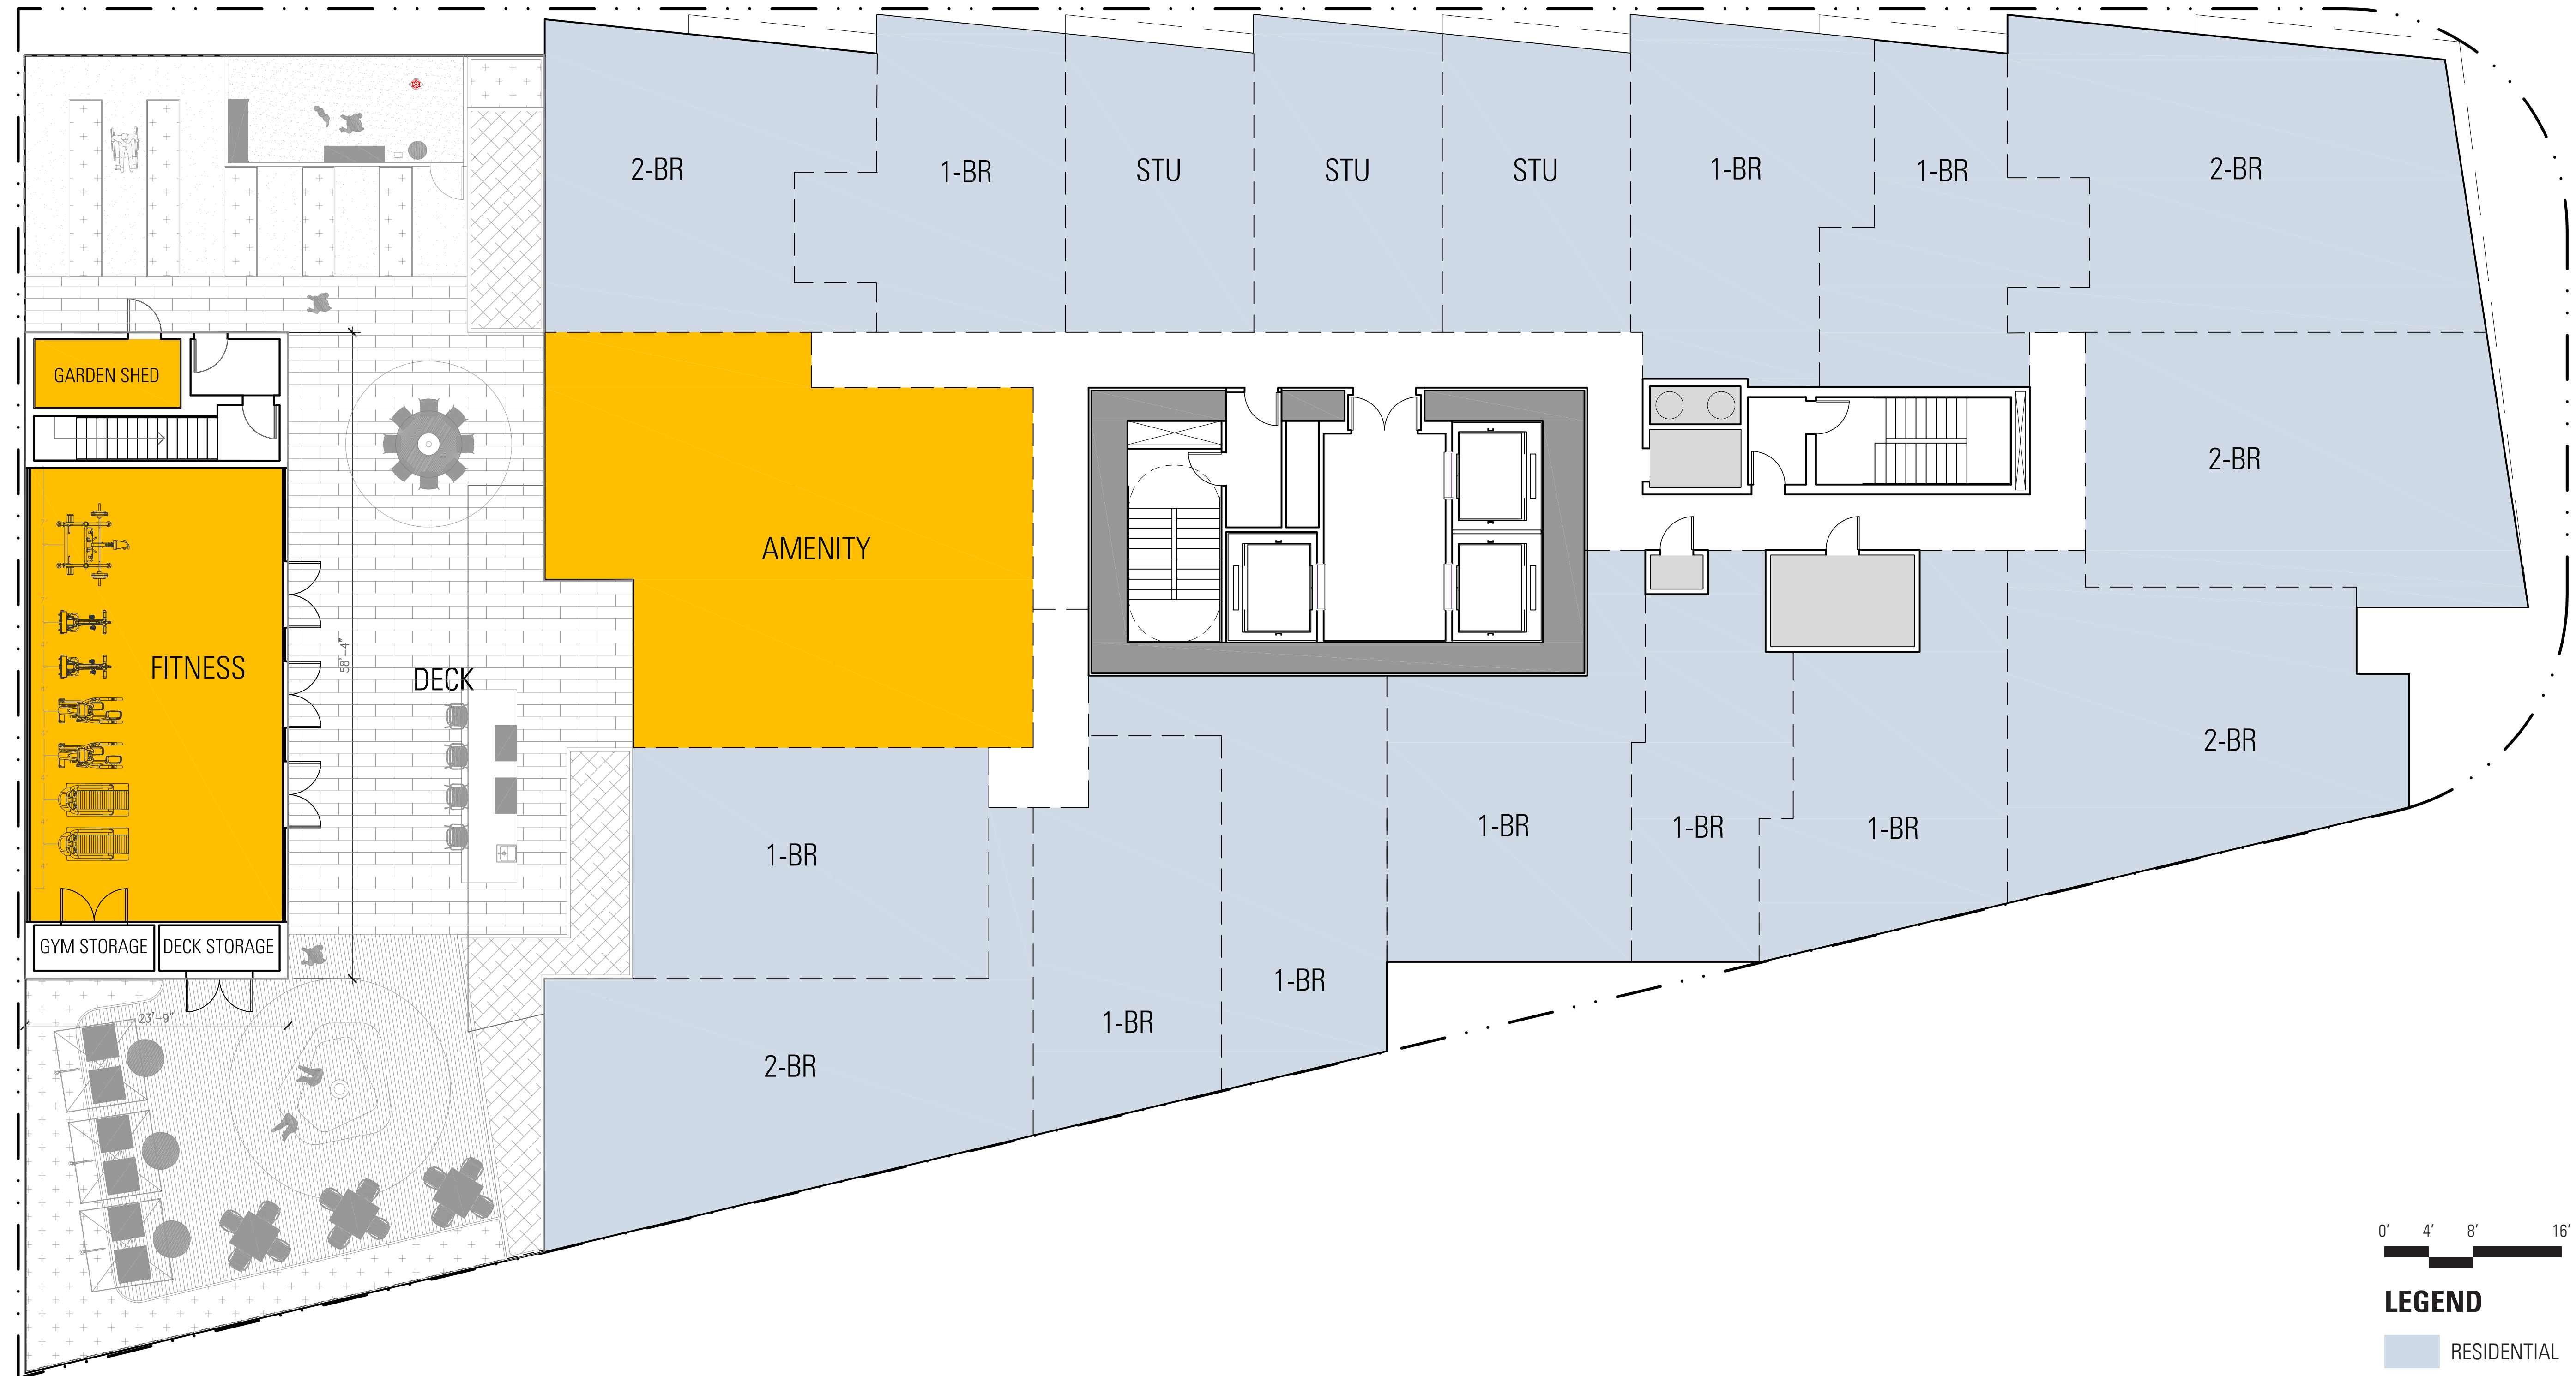 2-BR
1-BR
STU
STU
STU
1-BR
1-BR
2-BR
GARDEN SHED
2-BR
AMENITY
FITNESS
DECK
58'-4"
2-BR
1-BR
1-BR
1-BR
1-BR
GYM STORAGE
DECK STORAGE
1-BR
1-BR
23'-9"
2-BR
0' 4' 8' 16'
LEGEND
RESIDENTIAL